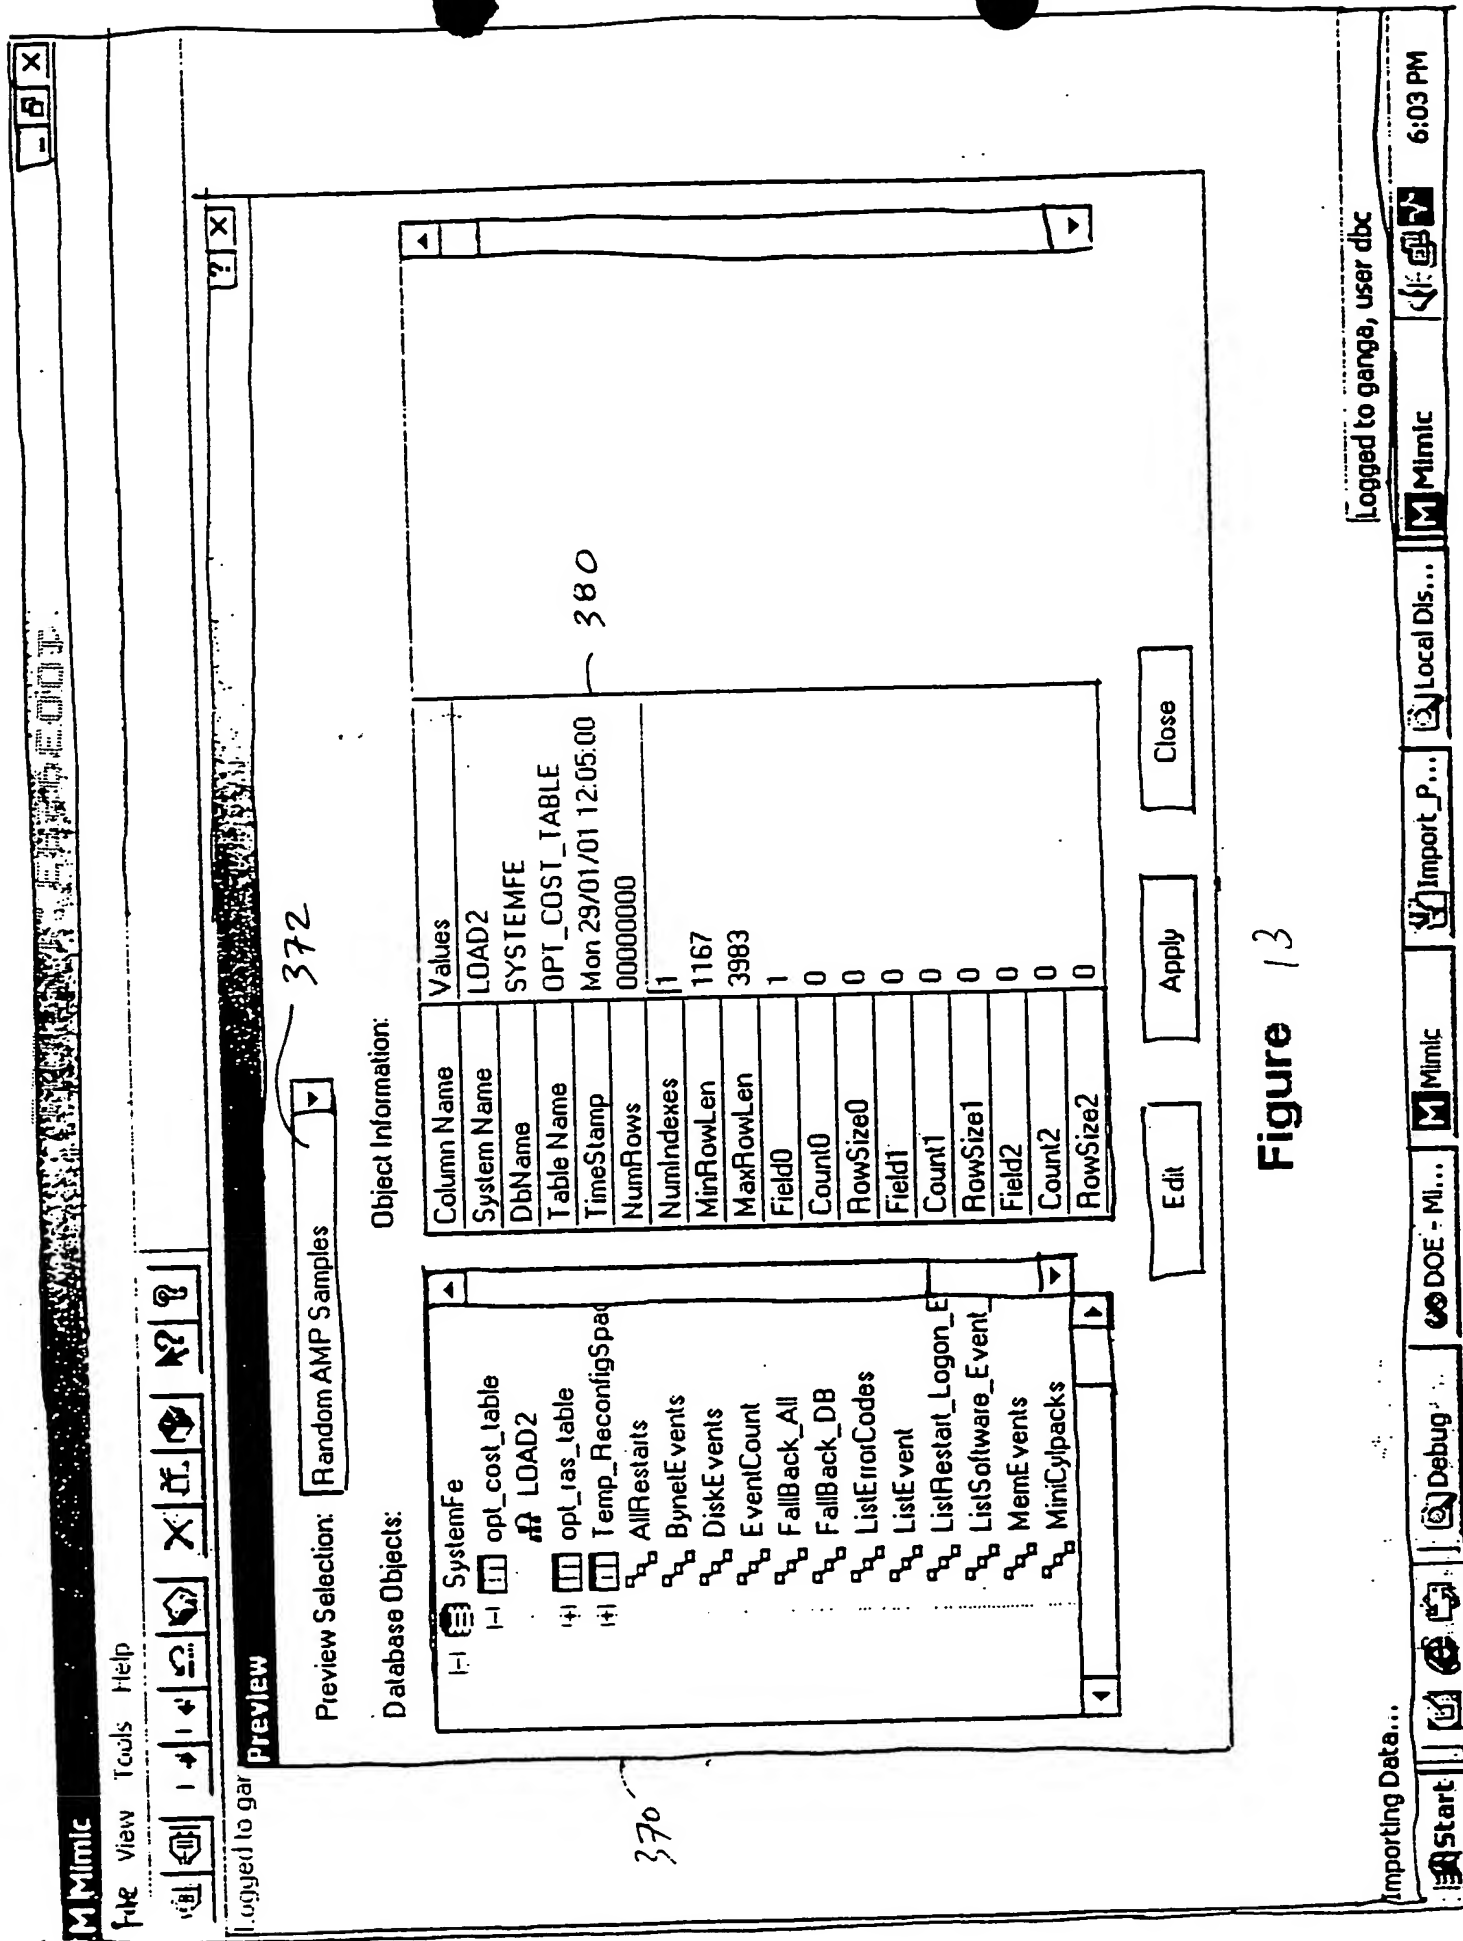 Mimic
File View Tools Help
Logged to gar
Preview
Preview Selection: Random AMP Samples
372
Database Objects:
SystemFe
opt_cost_table
LOAD2
opt_ras_table
Temp_ReconfigSpac
AllRestarts
BynetEvents
DiskEvents
EventCount
FallBack_All
FallBack_DB
ListErrorCodes
ListEvent
ListRestart_Logon_E
ListSoftware_Event_
MemEvents
MiniCylpacks
Object Information:
Column Name Values
System Name LOAD2
DbName SYSTEMFE
Table Name OPT_COST_TABLE
TimeStamp Mon 29/01/01 12:05:00
NumRows 00000000
NumIndexes 1
MinRowLen 1167
MaxRowLen 3983
Field0 1
Count0 0
RowSize0 0
Field1 0
Count1 0
RowSize1 0
Field2 0
Count2 0
RowSize2 0
380
370
Edit Apply Close
Figure 13
Importing Data...
Logged to ganga, user dbc
Start Debug DOE - Mi... Mimic Import_P... Local Dis... Mimic 6:03 PM